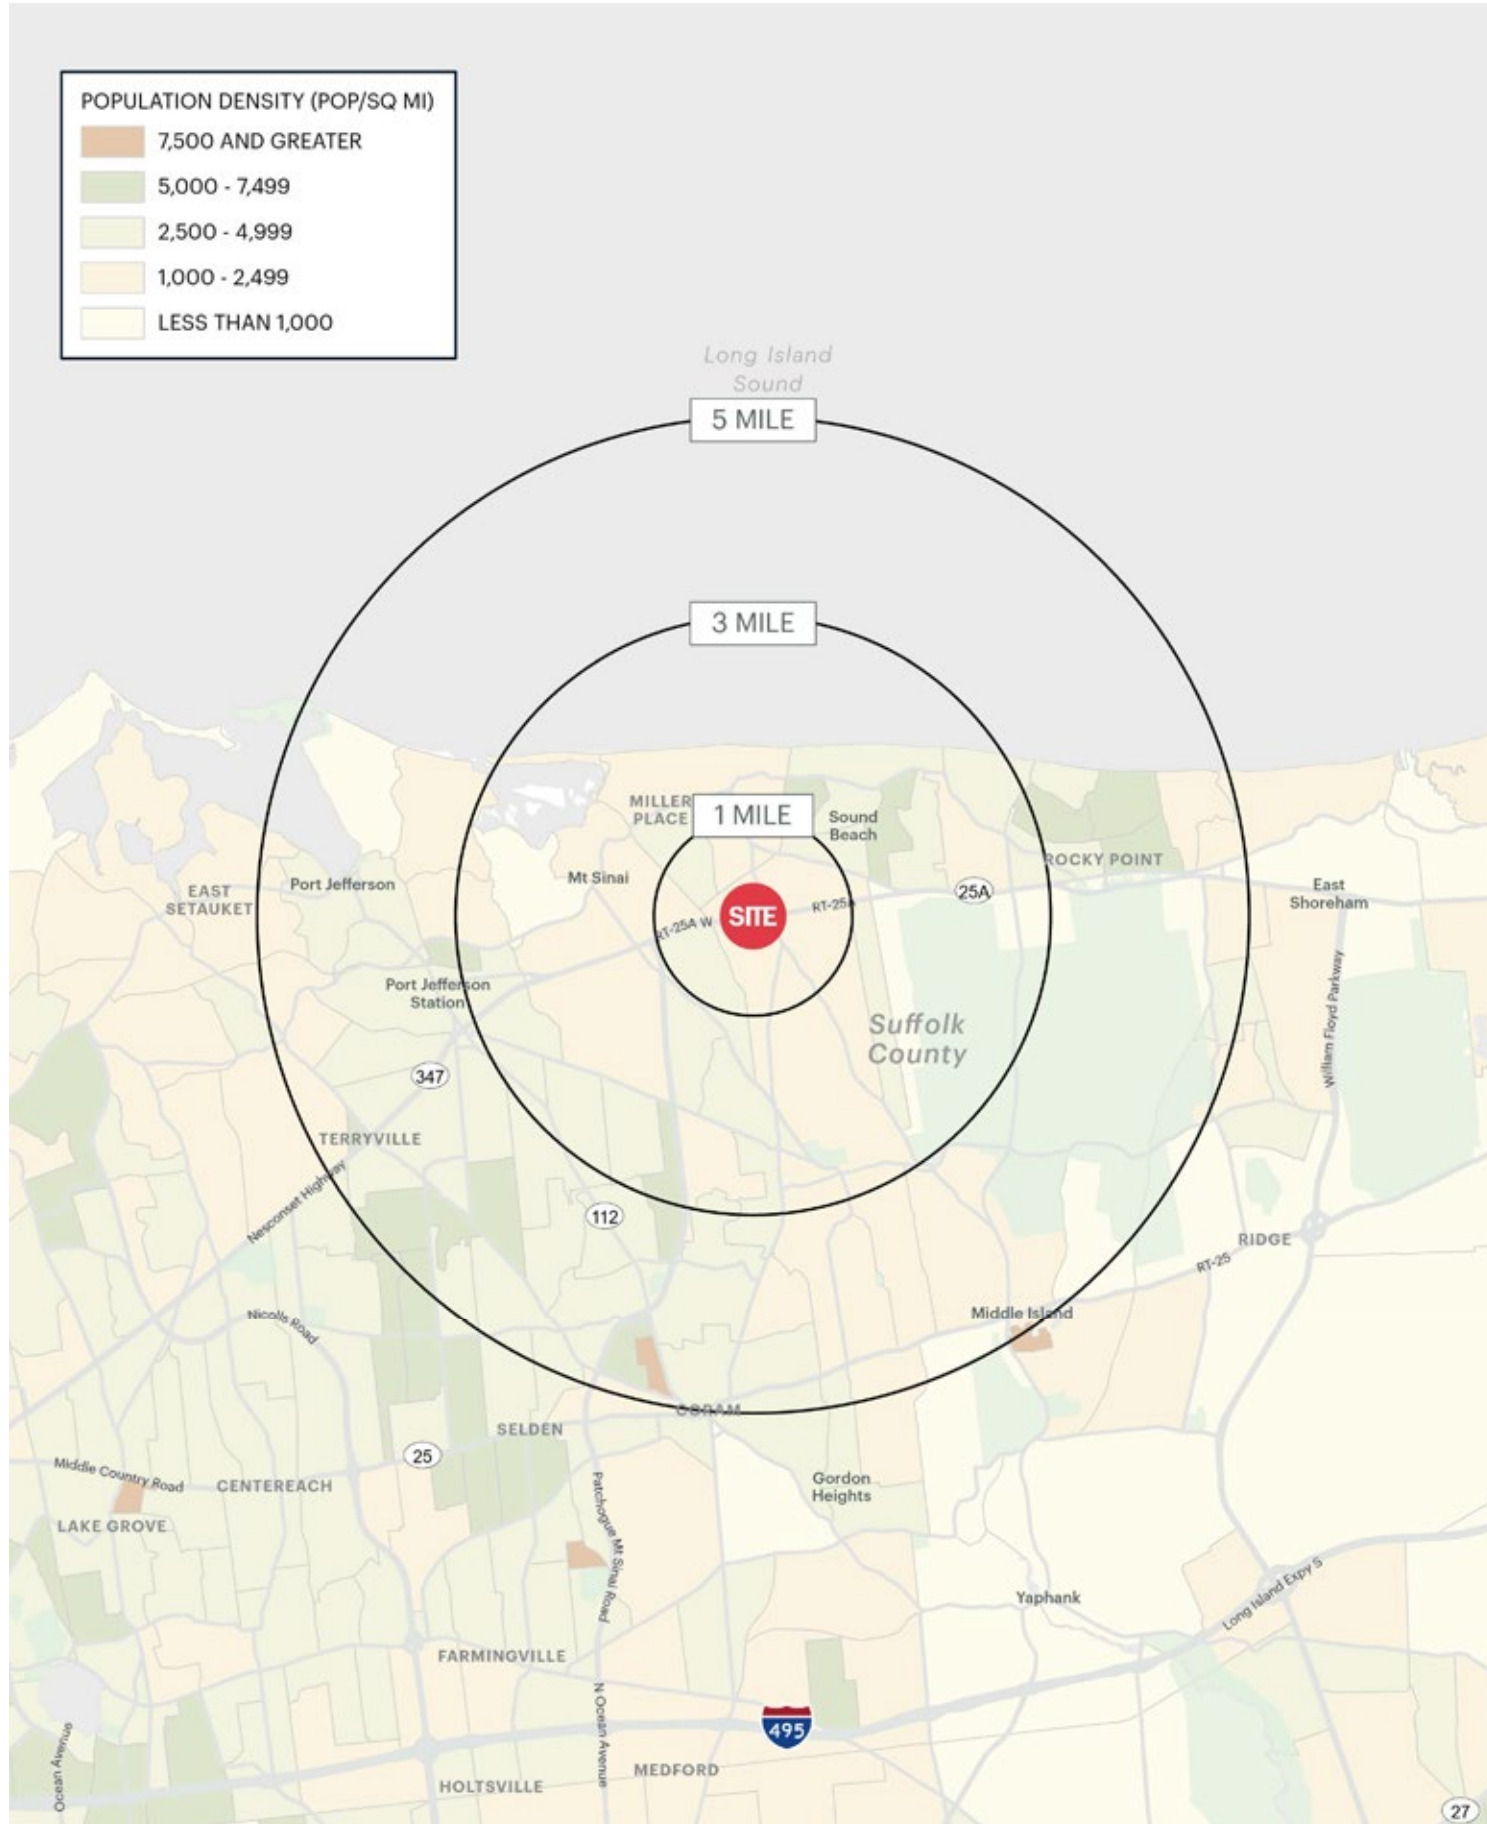 POPULATION DENSITY (POP/SQ MI)
7,500 AND GREATER
5,000 - 7,499
2,500 - 4,999
1,000 - 2,499
LESS THAN 1,000
Long Island
Sound
5 MILE
3 MILE
MILLER
PLACE
1 MILE
Sound
Beach
ROCKY POINT
Mt Sinai
Port Jefferson
EAST
SETAUKET
25A
East
Shoreham
SITE
RT-25A
RT-25A W
Port Jefferson
Station
Suffolk
County
William Floyd Parkway
347
TERRYVILLE
Nesconset Highway
112
RIDGE
RT-25
Nicolls Road
Middle Island
CORAM
SELDEN
25
Middle Country Road
CENTEREACH
Gordon
Heights
LAKE GROVE
Patchogue Mt Sinai Road
Yaphank
Long Island Expy S
FARMINGVILLE
N Ocean Avenue
495
Ocean Avenue
MEDFORD
HOLTSVILLE
27